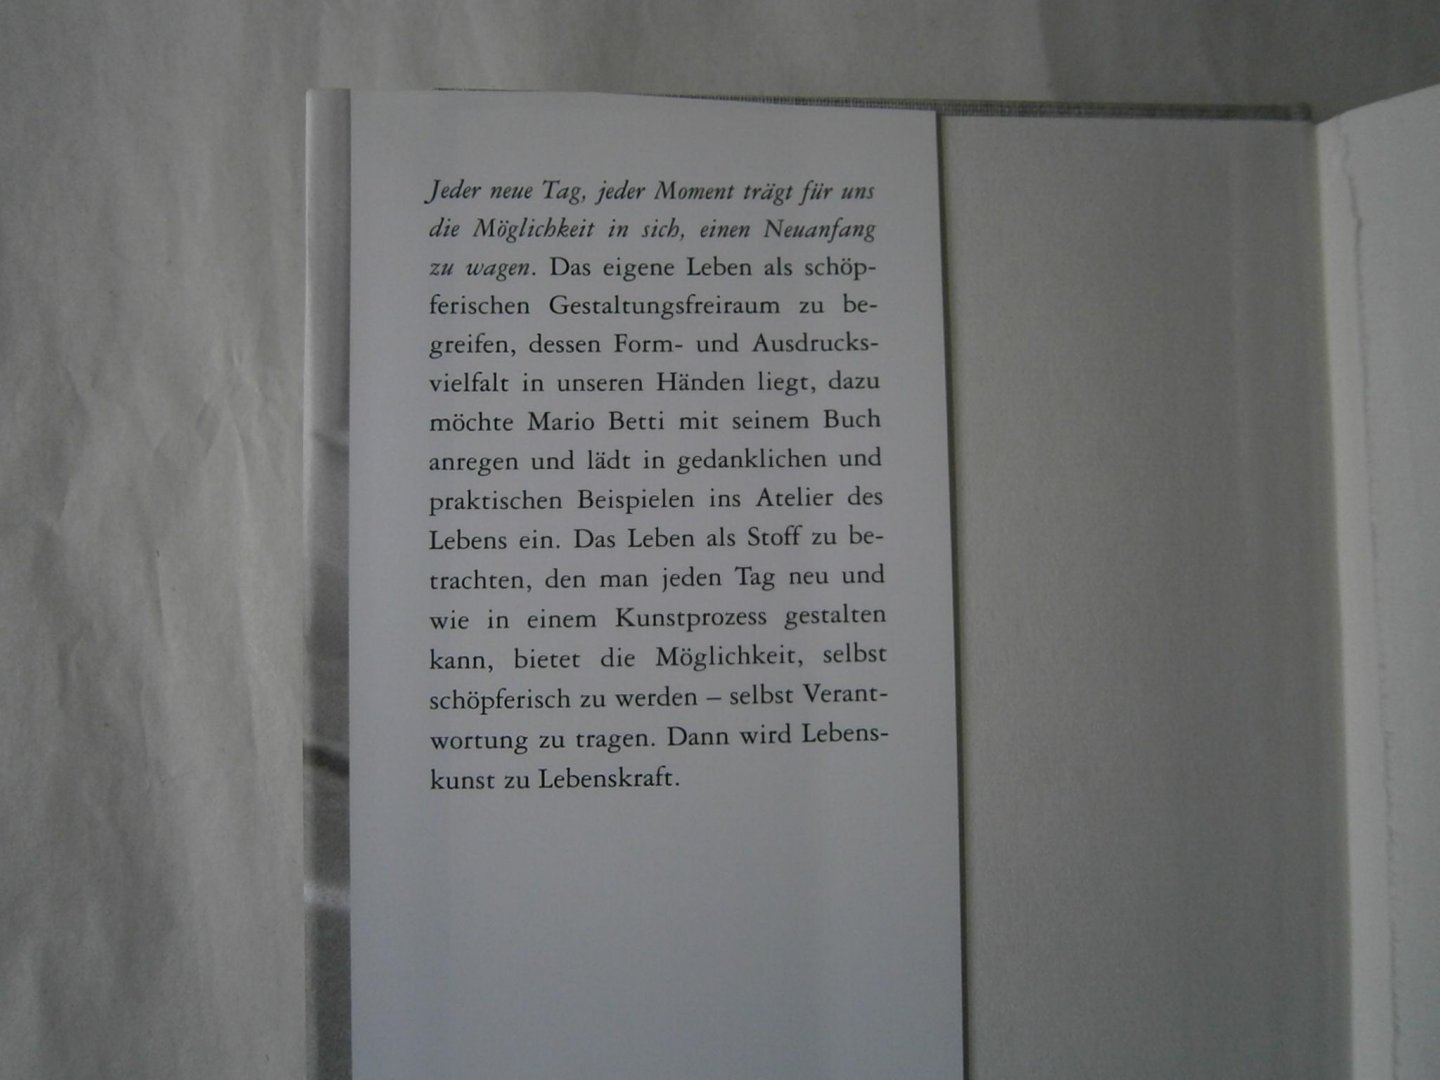 Jeder neue Tag, jeder Moment trägt für uns
die Möglichkeit in sich, einen Neuanfang
zu wagen. Das eigene Leben als schöp-
ferischen Gestaltungsfreiraum zu be-
greifen, dessen Form- und Ausdrucks-
vielfalt in unseren Händen liegt, dazu
möchte Mario Betti mit seinem Buch
anregen und lädt in gedanklichen und
praktischen Beispielen ins Atelier des
Lebens ein. Das Leben als Stoff zu be-
trachten, den man jeden Tag neu und
wie in einem Kunstprozess gestalten
kann, bietet die Möglichkeit, selbst
schöpferisch zu werden – selbst Verant-
wortung zu tragen. Dann wird Lebens-
kunst zu Lebenskraft.